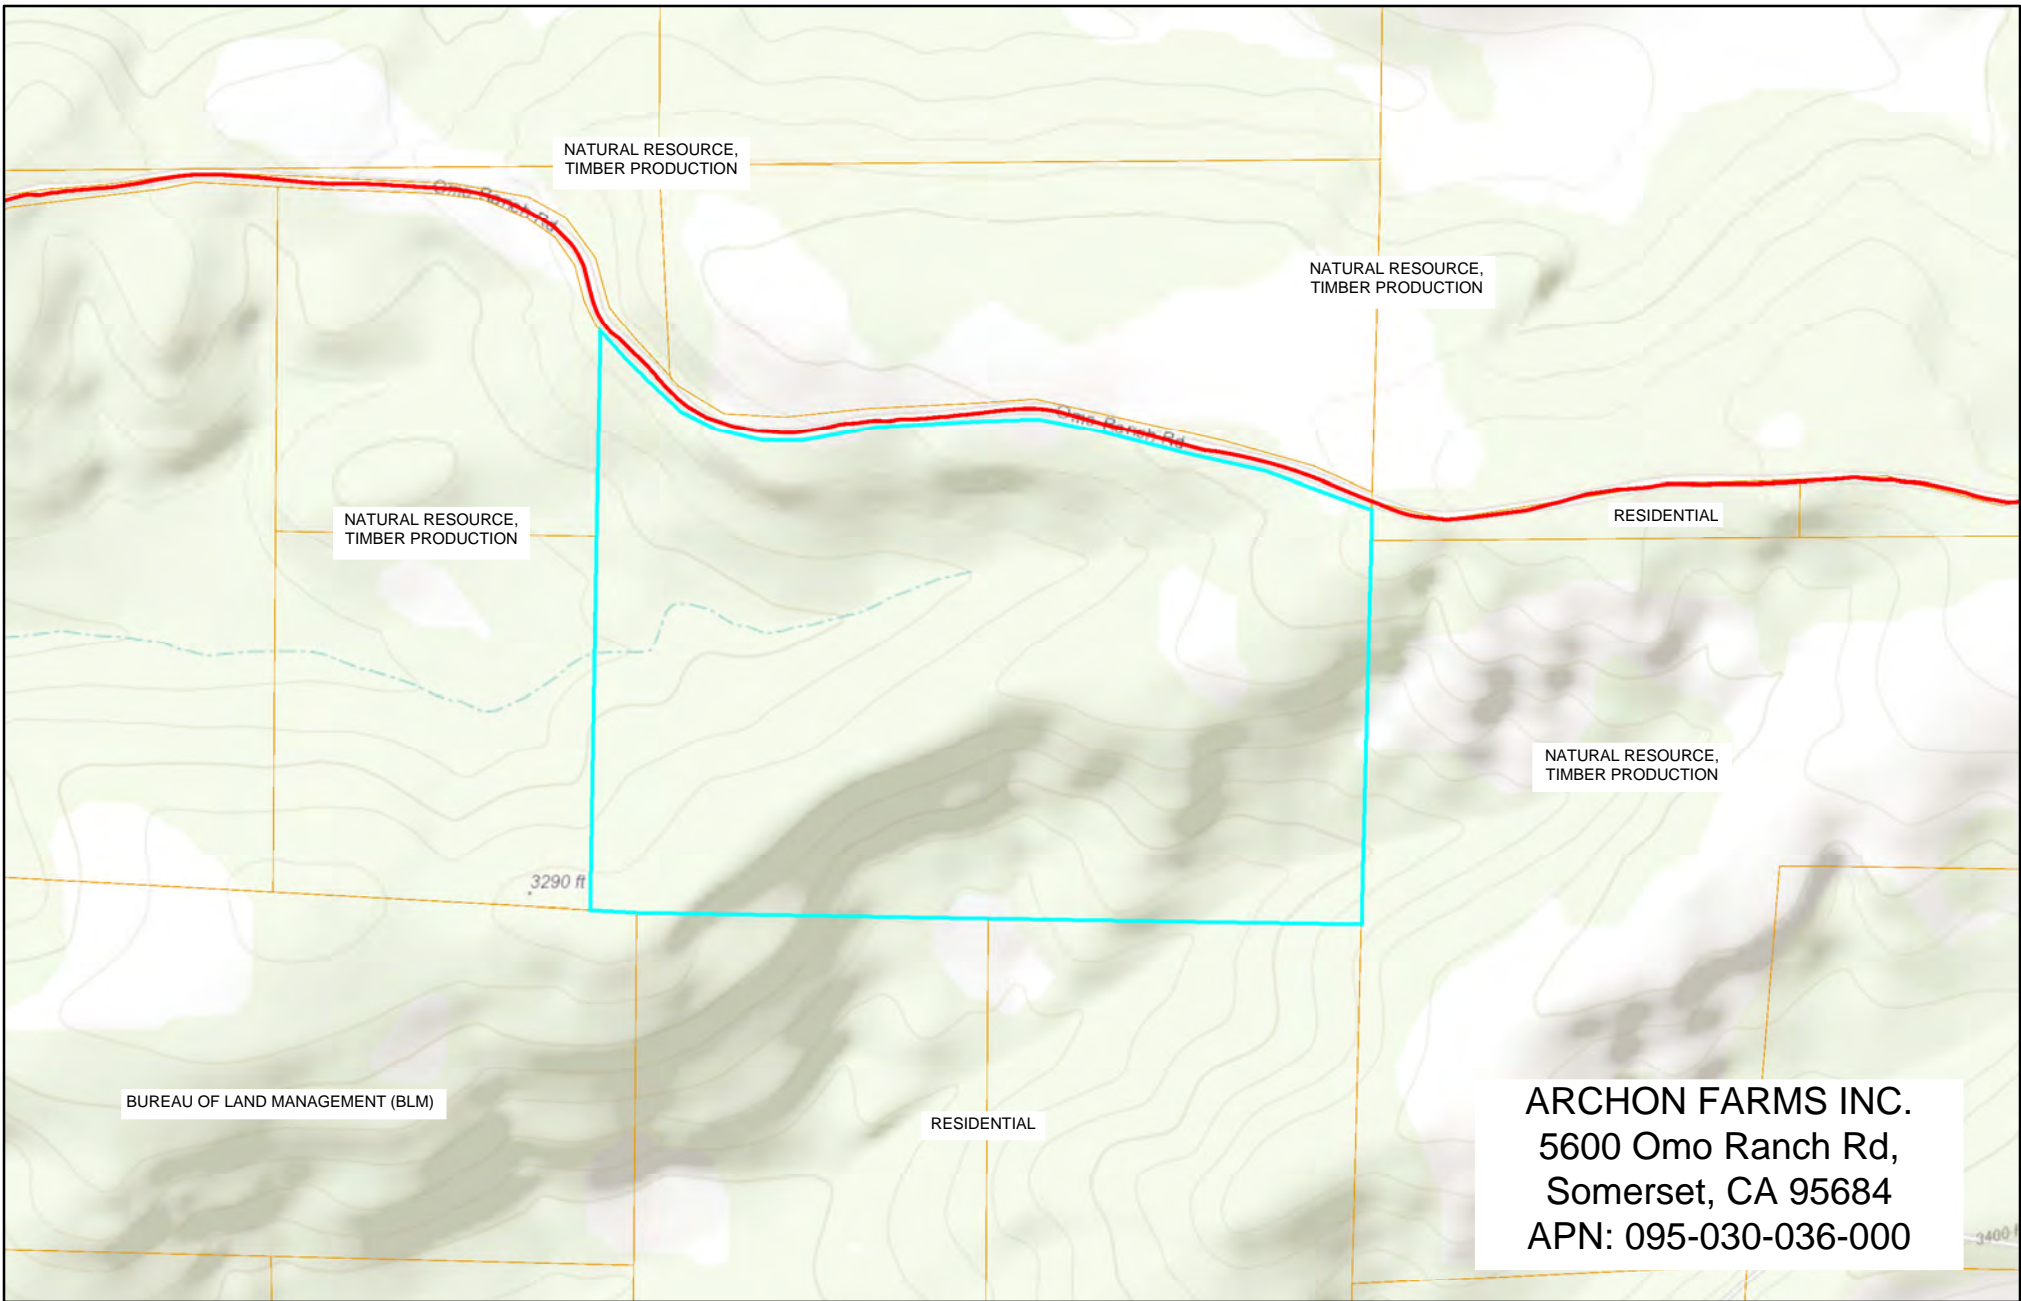 NATURAL RESOURCE,
TIMBER PRODUCTION
Omo Ranch Rd
NATURAL RESOURCE,
TIMBER PRODUCTION
Omo Ranch Rd
RESIDENTIAL
NATURAL RESOURCE,
TIMBER PRODUCTION
NATURAL RESOURCE,
TIMBER PRODUCTION
3290 ft
BUREAU OF LAND MANAGEMENT (BLM)
RESIDENTIAL
ARCHON FARMS INC.
5600 Omo Ranch Rd,
Somerset, CA 95684
APN: 095-030-036-000
3400 f